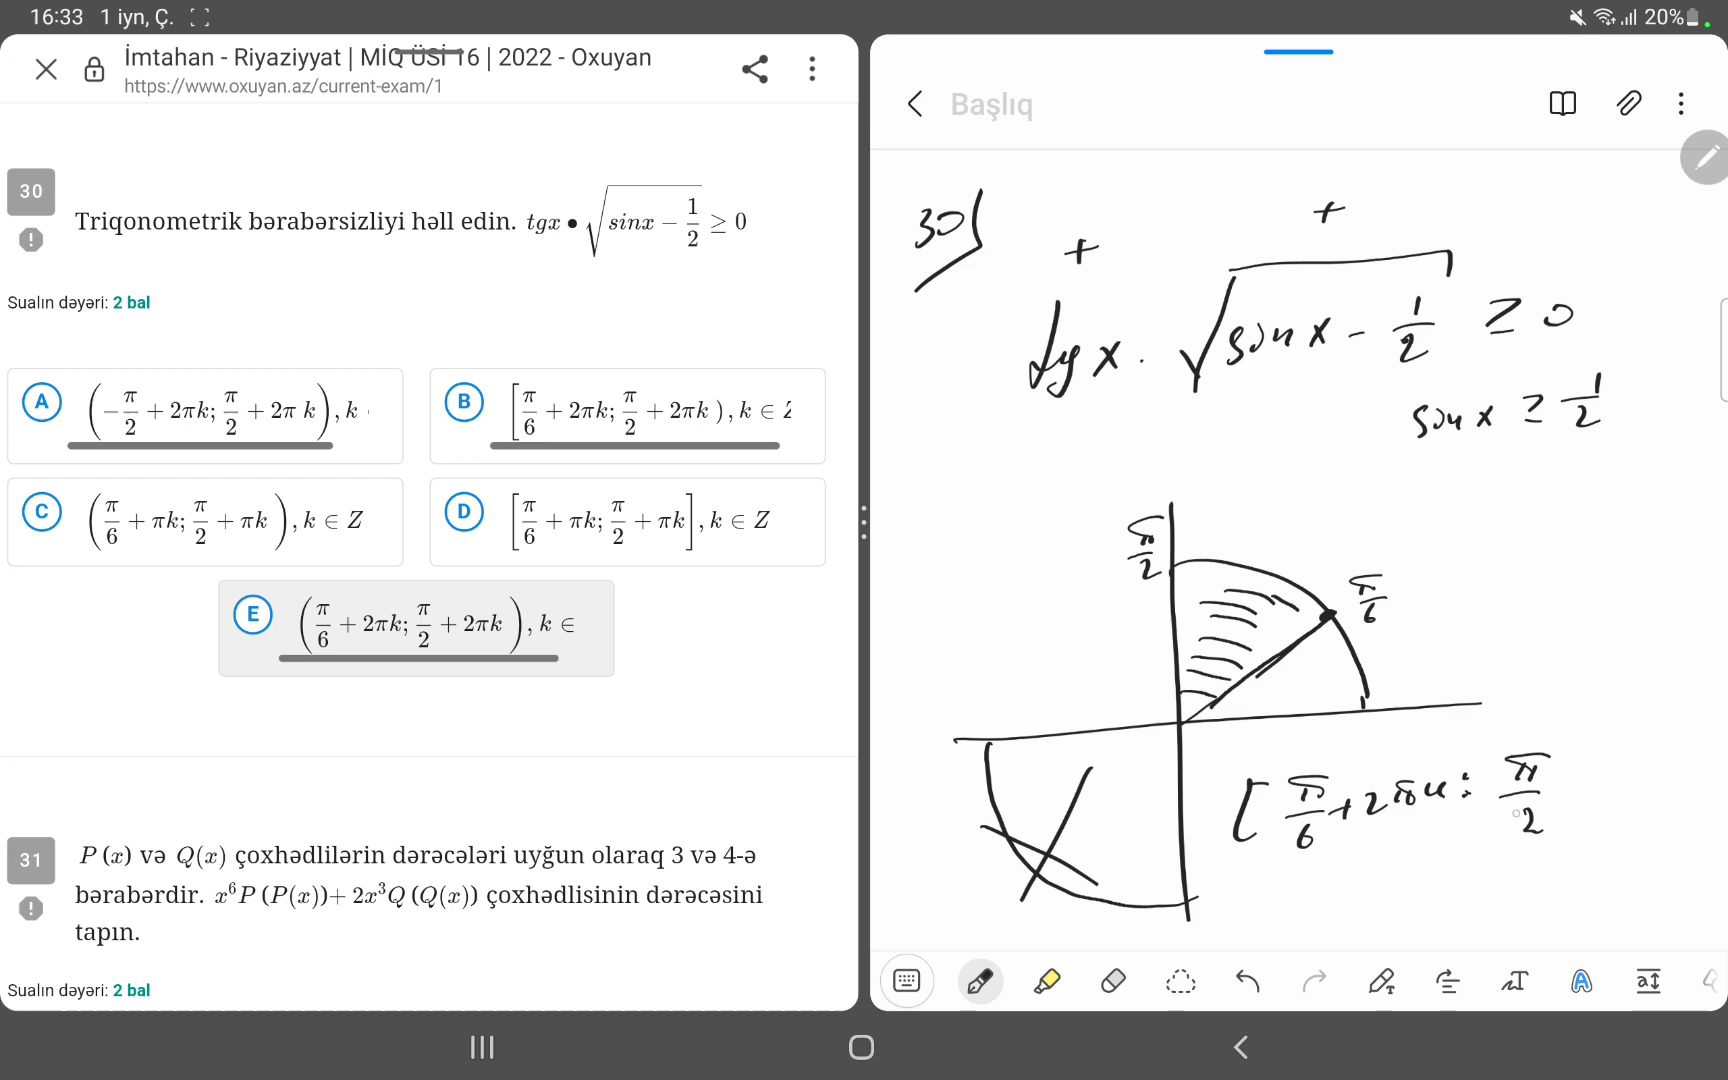 16:33 1 iyn, Ç. 20%
İmtahan - Riyaziyyat | MİQ ÜSİ 16 | 2022 - Oxuyan
https://www.oxuyan.az/current-exam/1
30
Triqonometrik bərabərsizliyi həll edin. tgx • √(sinx − 1/2) ≥ 0
Sualın dəyəri: 2 bal
A (−π/2 + 2πk; π/2 + 2π k), k
B [π/6 + 2πk; π/2 + 2πk ), k ∈ Z
C (π/6 + πk; π/2 + πk ), k ∈ Z
D [π/6 + πk; π/2 + πk], k ∈ Z
E (π/6 + 2πk; π/2 + 2πk ), k ∈
31
P (x) və Q(x) çoxhədlilərin dərəcələri uyğun olaraq 3 və 4-ə
bərabərdir. x⁶P (P(x))+ 2x³Q (Q(x)) çoxhədlisinin dərəcəsini
tapın.
Sualın dəyəri: 2 bal
Başlıq
30
+ +
tg x · √(sin x − 1/2) ≥ 0
sin x ≥ 1/2
π/2
π/6
[ π/6 + 2πk ; π/2